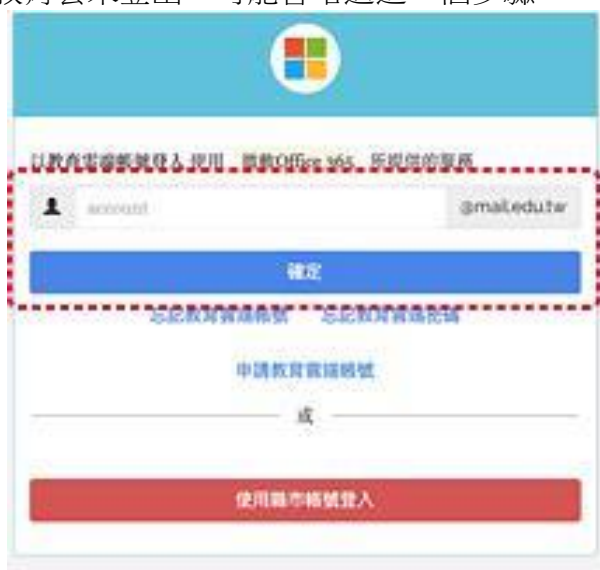 以教育雲端帳號登入 使用 微軟Office 365 所提供的服務
account @mail.edu.tw
確定
忘記教育雲端帳號 忘記教育雲端密碼
申請教育雲端帳號
或
使用縣市帳號登入